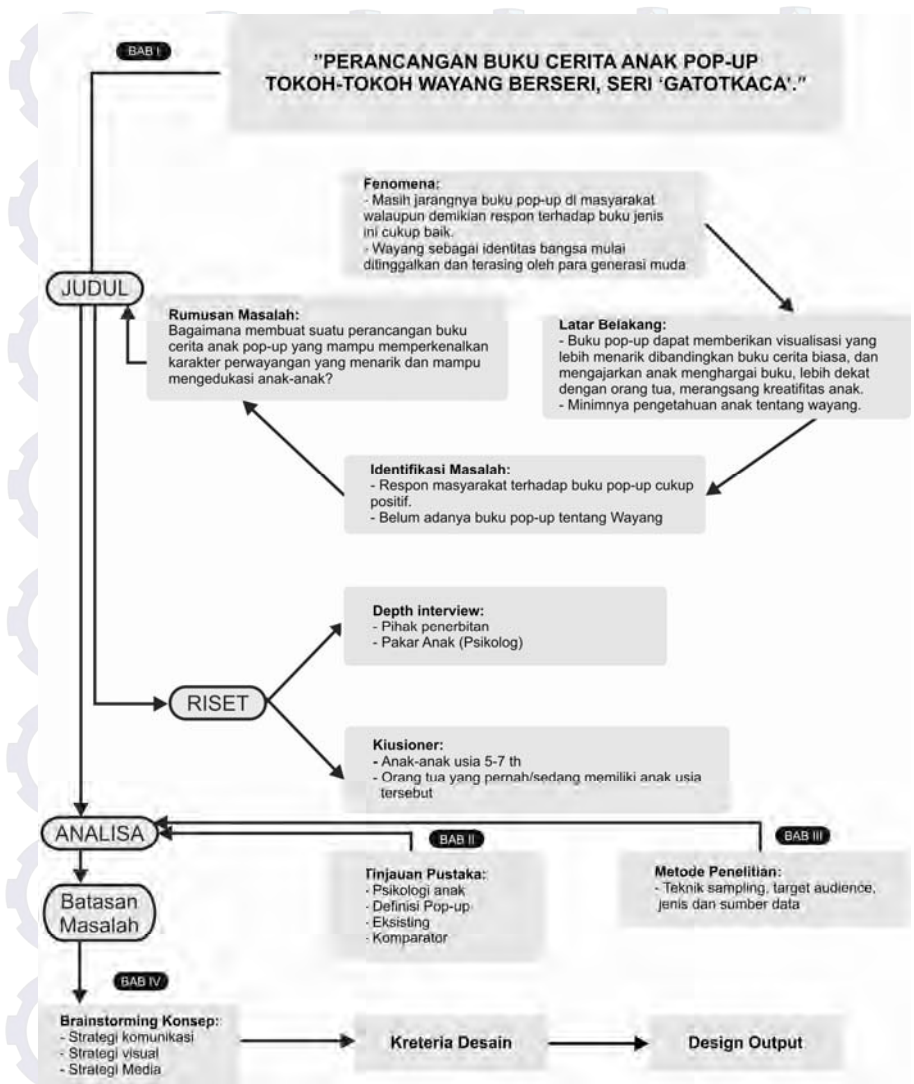 BAB I
"PERANCANGAN BUKU CERITA ANAK POP-UP
TOKOH-TOKOH WAYANG BERSERI, SERI 'GATOTKACA'."
Fenomena:
- Masih jarangnya buku pop-up di masyarakat
walaupun demikian respon terhadap buku jenis
ini cukup baik.
- Wayang sebagai identitas bangsa mulai
ditinggalkan dan terasing oleh para generasi muda
JUDUL
Rumusan Masalah:
Bagaimana membuat suatu perancangan buku
cerita anak pop-up yang mampu memperkenalkan
karakter perwayangan yang menarik dan mampu
mengedukasi anak-anak?
Latar Belakang:
- Buku pop-up dapat memberikan visualisasi yang
lebih menarik dibandingkan buku cerita biasa, dan
mengajarkan anak menghargai buku, lebih dekat
dengan orang tua, merangsang kreatifitas anak.
- Minimnya pengetahuan anak tentang wayang.
Identifikasi Masalah:
- Respon masyarakat terhadap buku pop-up cukup
positif.
- Belum adanya buku pop-up tentang Wayang
Depth interview:
- Pihak penerbitan
- Pakar Anak (Psikolog)
RISET
Kiusioner:
- Anak-anak usia 5-7 th
- Orang tua yang pernah/sedang memiliki anak usia
tersebut
ANALISA
BAB II
BAB III
Tinjauan Pustaka:
- Psikologi anak
- Definisi Pop-up
- Eksisting
- Komparator
Metode Penelitian:
- Teknik sampling, target audience,
jenis dan sumber data
Batasan
Masalah
BAB IV
Brainstorming Konsep:
- Strategi komunikasi
- Strategi visual
- Strategi Media
Kreteria Desain
Design Output